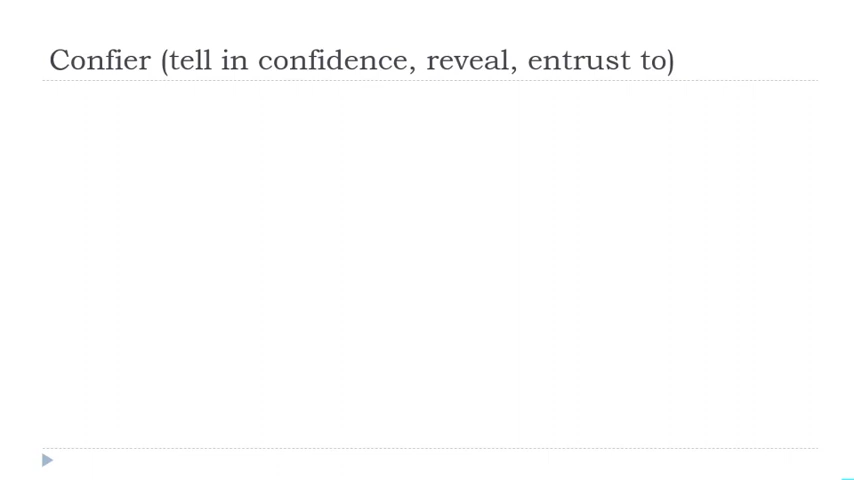 Confier (tell in confidence, reveal, entrust to)